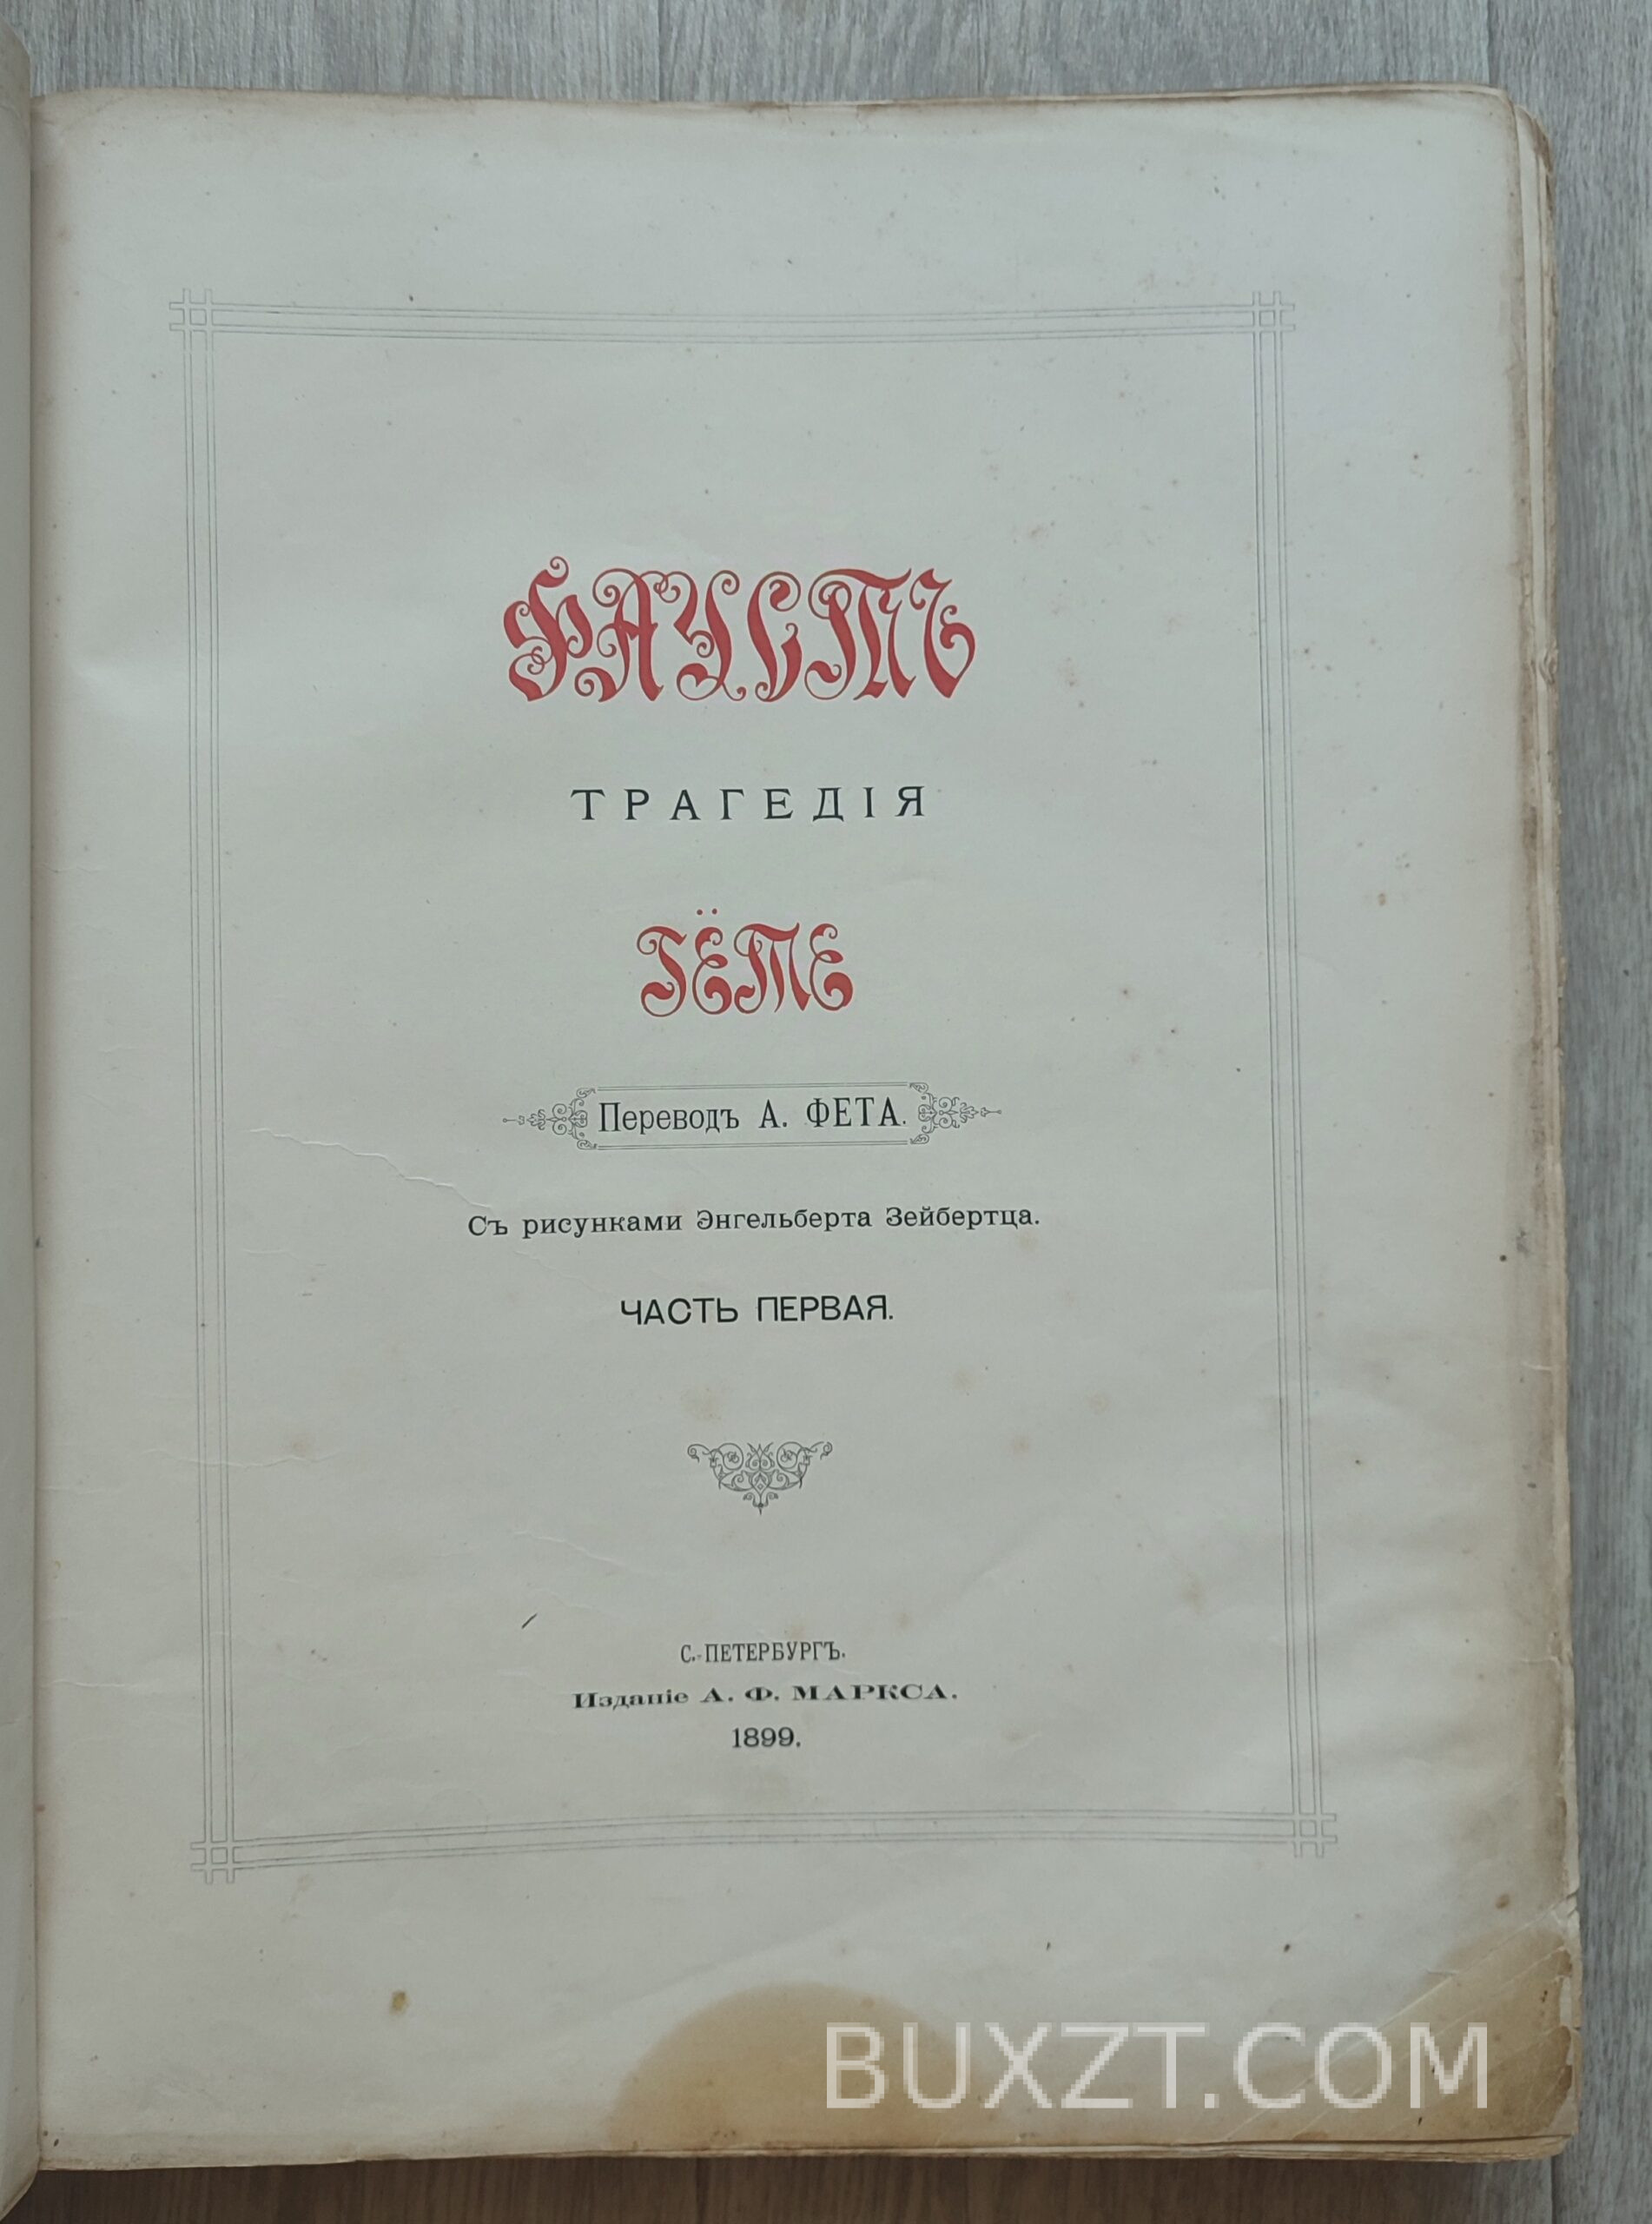 ФАУСТЪ
ТРАГЕДІЯ
ГЁТЕ
Переводъ А. ФЕТА.
Съ рисунками Энгельберта Зейбертца.
ЧАСТЬ ПЕРВАЯ.
С.-ПЕТЕРБУРГЪ.
Изданіе А. Ф. МАРКСА.
1899.
BUXZT.COM